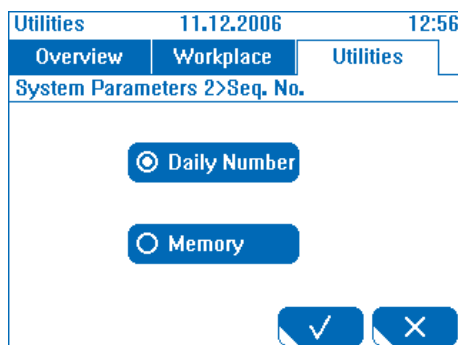 Utilities 11.12.2006 12:56
Overview Workplace Utilities
System Parameters 2>Seq. No.
Daily Number
Memory